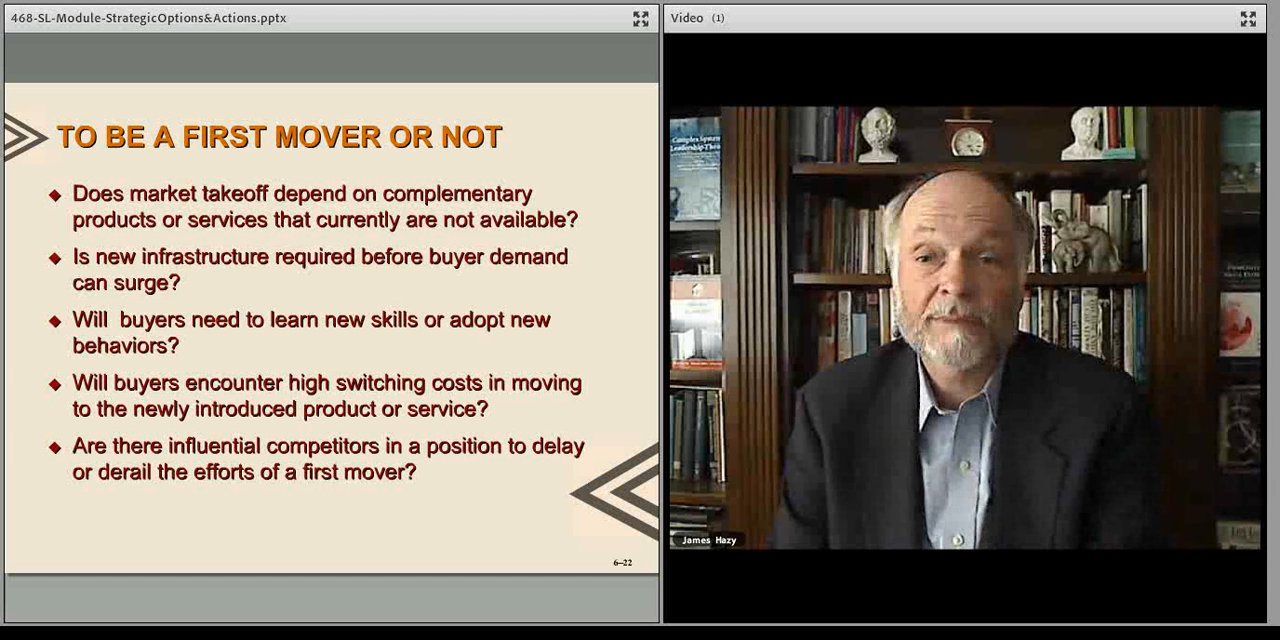 468-SL-Module-StrategicOptions&Actions.pptx
TO BE A FIRST MOVER OR NOT
Does market takeoff depend on complementary
products or services that currently are not available?
Is new infrastructure required before buyer demand
can surge?
Will  buyers need to learn new skills or adopt new
behaviors?
Will buyers encounter high switching costs in moving
to the newly introduced product or service?
Are there influential competitors in a position to delay
or derail the efforts of a first mover?
6–22
Video (1)
Complex Systems
James Hazy